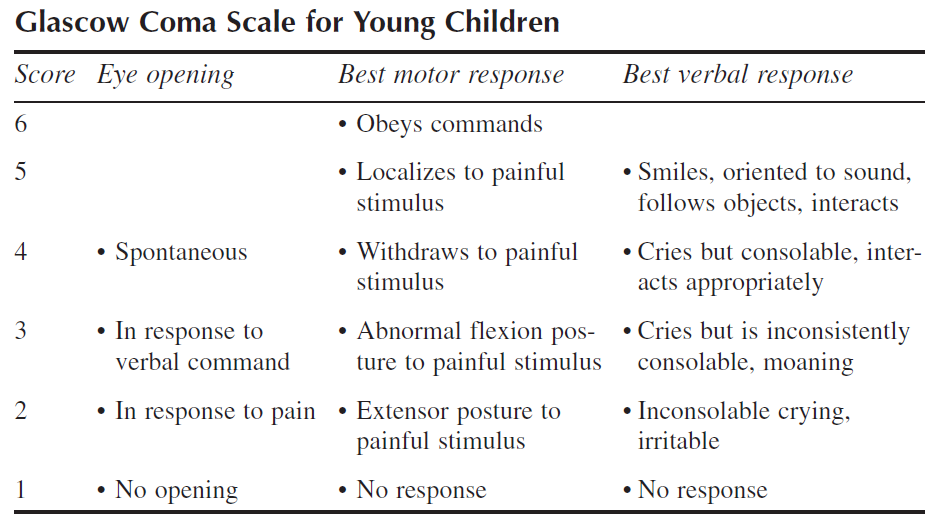 Glascow Coma Scale for Young Children
Score Eye opening Best motor response Best verbal response
6 • Obeys commands
5 • Localizes to painful • Smiles, oriented to sound,
stimulus follows objects, interacts
4 • Spontaneous • Withdraws to painful • Cries but consolable, inter-
stimulus acts appropriately
3 • In response to • Abnormal flexion pos- • Cries but is inconsistently
verbal command ture to painful stimulus consolable, moaning
2 • In response to pain • Extensor posture to • Inconsolable crying,
painful stimulus irritable
1 • No opening • No response • No response